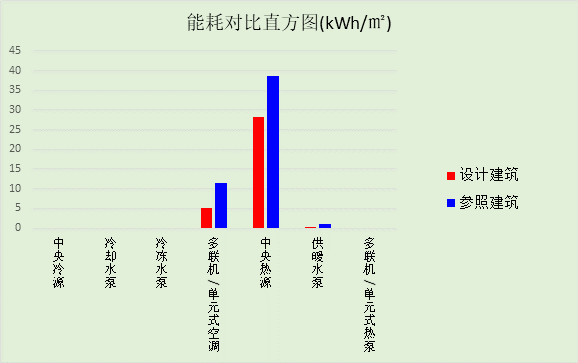 能耗对比直方图(kWh/㎡)
45
40
35
30
25
20
15
10
5
0
中央冷源
冷却水泵
冷冻水泵
多联机/单元式空调
中央热源
供暖水泵
多联机/单元式热泵
设计建筑
参照建筑